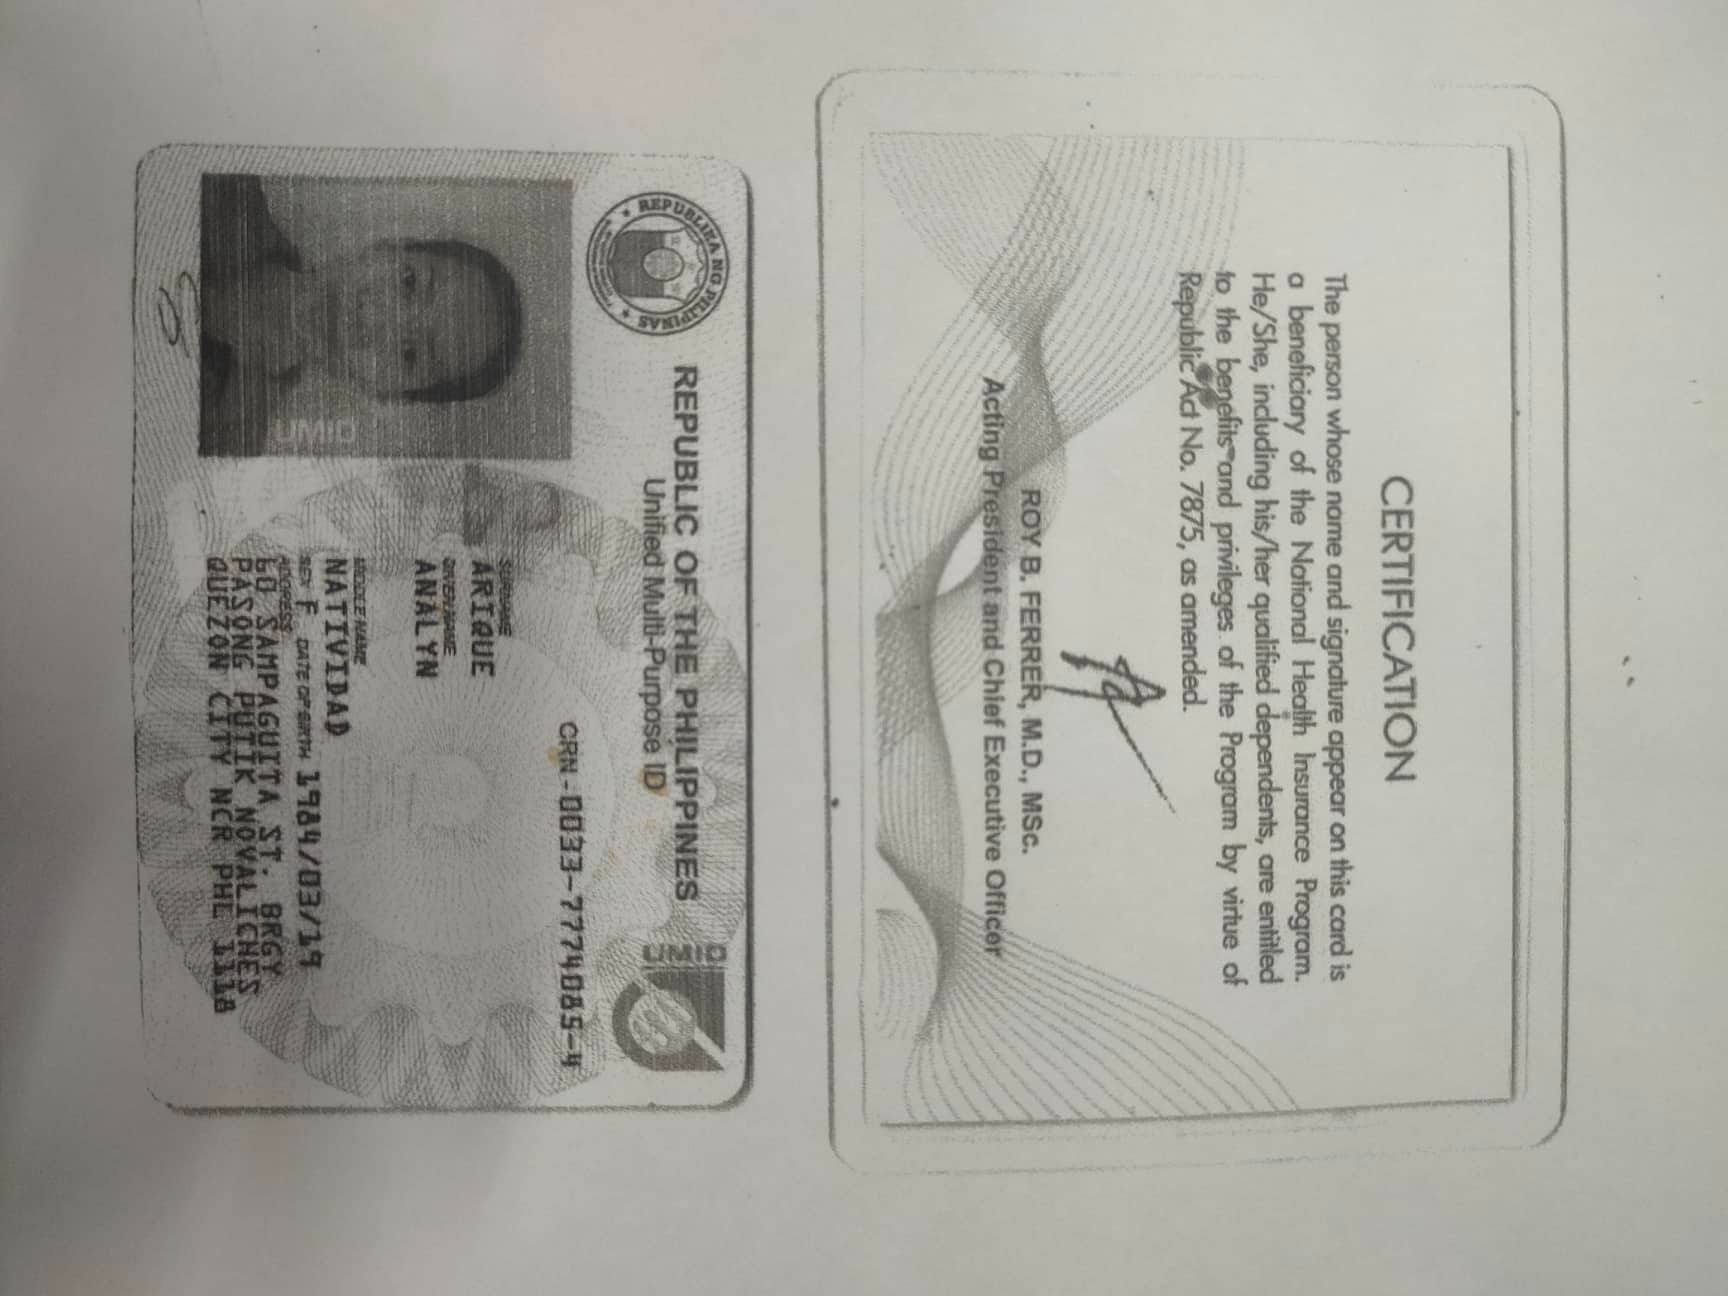 REPUBLIKA NG PILIPINAS
REPUBLIC OF THE PHILIPPINES
Unified Multi-Purpose ID
UMID
CRN-0033-7774085-4
SURNAME
ARIQUE
GIVEN NAME
ANALYN
MIDDLE NAME
NATIVIDAD
SEX F DATE OF BIRTH 1984/03/19
ADDRESS
60 SAMPAGUITA ST. BRGY
PASONG PUTIK NOVALICHES
QUEZON CITY NCR PHL 1118
UMID
CERTIFICATION
The person whose name and signature appear on this card is
a beneficiary of the National Health Insurance Program.
He/She, including his/her qualified dependents, are entitled
to the benefits and privileges of the Program by virtue of
Republic Act No. 7875, as amended.
ROY B. FERRER, M.D., MSc.
Acting President and Chief Executive Officer